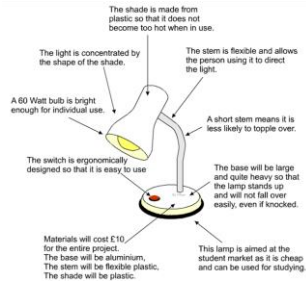 The shade is made from
plastic so that it does not
become too hot when in use.
The light is concentrated by
the shape of the shade.
The stem is flexible and allows
the person using it to direct
the light.
A 60 Watt bulb is bright
enough for individual use.
A short stem means it is
less likely to topple over.
The switch is ergonomically
designed so that it is easy to use
The base will be large
and quite heavy so that
the lamp stands up
and will not fall over
easily, even if knocked.
Materials will cost £10,
for the entire project.
The base will be aluminium,
The stem will be flexible plastic,
The shade will be plastic.
This lamp is aimed at the
student market as it is cheap
and can be used for studying.